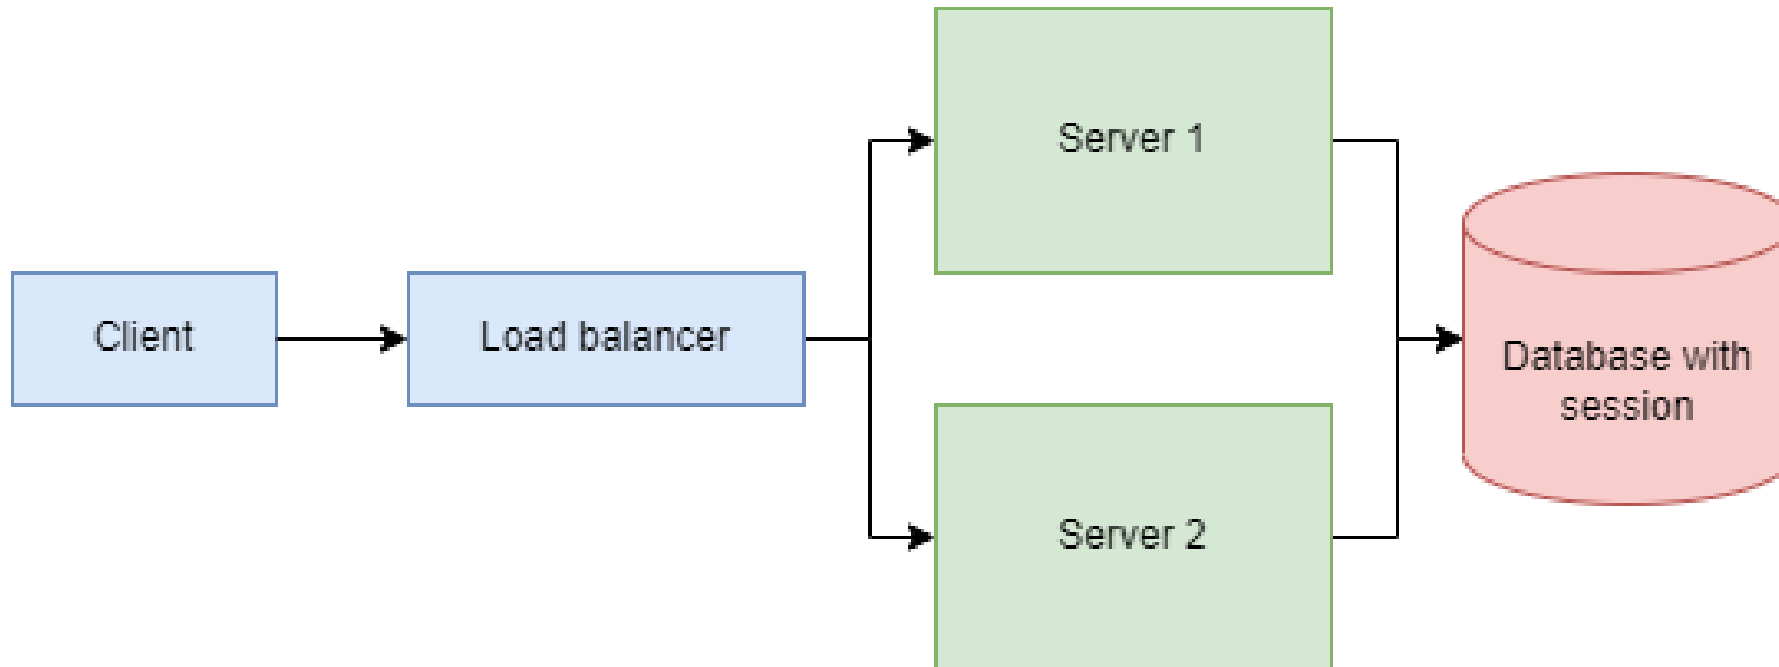 Client
Load balancer
Server 1
Server 2
Database with
session